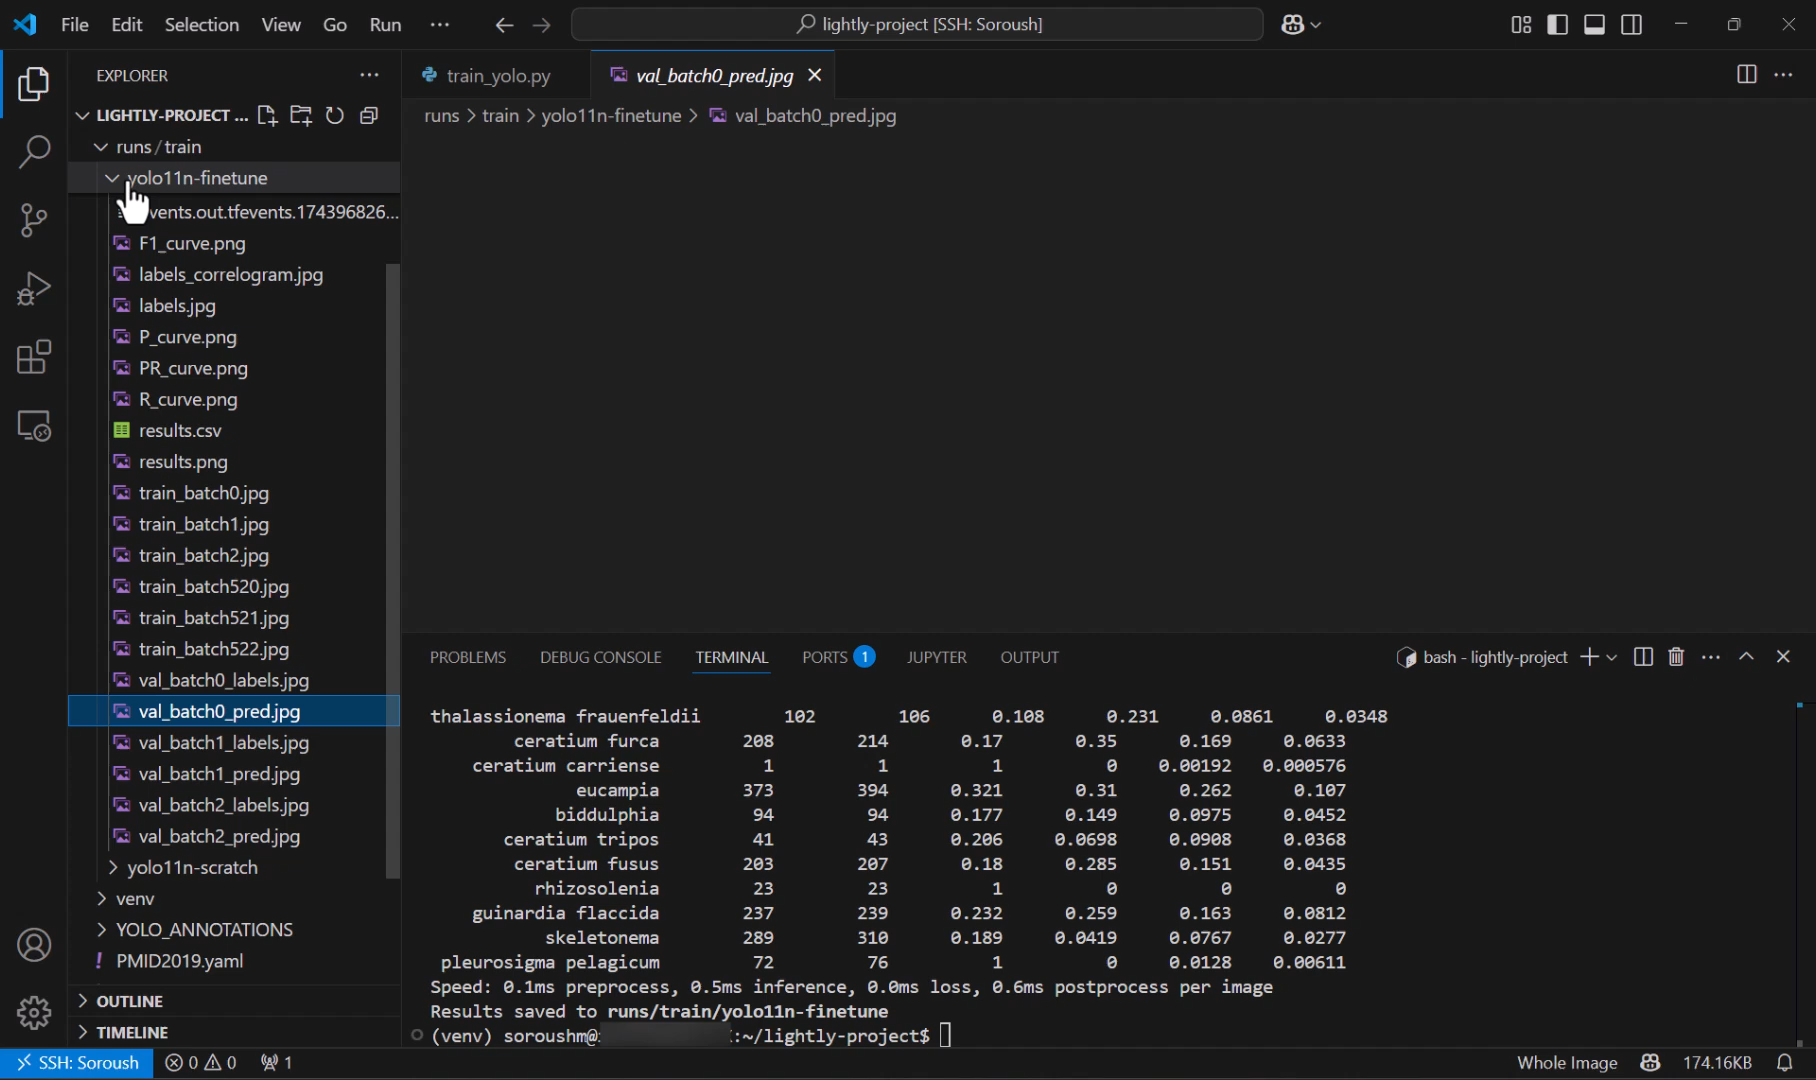 File Edit Selection View Go Run ··· lightly-project [SSH: Soroush]
EXPLORER ···
LIGHTLY-PROJECT ...
runs / train
yolo11n-finetune
vents.out.tfevents.174396826...
F1_curve.png
labels_correlogram.jpg
labels.jpg
P_curve.png
PR_curve.png
R_curve.png
results.csv
results.png
train_batch0.jpg
train_batch1.jpg
train_batch2.jpg
train_batch520.jpg
train_batch521.jpg
train_batch522.jpg
val_batch0_labels.jpg
val_batch0_pred.jpg
val_batch1_labels.jpg
val_batch1_pred.jpg
val_batch2_labels.jpg
val_batch2_pred.jpg
yolo11n-scratch
venv
YOLO_ANNOTATIONS
! PMID2019.yaml
OUTLINE
TIMELINE
train_yolo.py val_batch0_pred.jpg
runs > train > yolo11n-finetune > val_batch0_pred.jpg
PROBLEMS DEBUG CONSOLE TERMINAL PORTS 1 JUPYTER OUTPUT bash - lightly-project
thalassionema frauenfeldii 102 106 0.108 0.231 0.0861 0.0348
ceratium furca 208 214 0.17 0.35 0.169 0.0633
ceratium carriense 1 1 1 0 0.00192 0.000576
eucampia 373 394 0.321 0.31 0.262 0.107
biddulphia 94 94 0.177 0.149 0.0975 0.0452
ceratium tripos 41 43 0.206 0.0698 0.0908 0.0368
ceratium fusus 203 207 0.18 0.285 0.151 0.0435
rhizosolenia 23 23 1 0 0 0
guinardia flaccida 237 239 0.232 0.259 0.163 0.0812
skeletonema 289 310 0.189 0.0419 0.0767 0.0277
pleurosigma pelagicum 72 76 1 0 0.0128 0.00611
Speed: 0.1ms preprocess, 0.5ms inference, 0.0ms loss, 0.6ms postprocess per image
Results saved to runs/train/yolo11n-finetune
(venv) soroushm@ :~/lightly-project$
SSH: Soroush 0 0 1 Whole Image 174.16KB